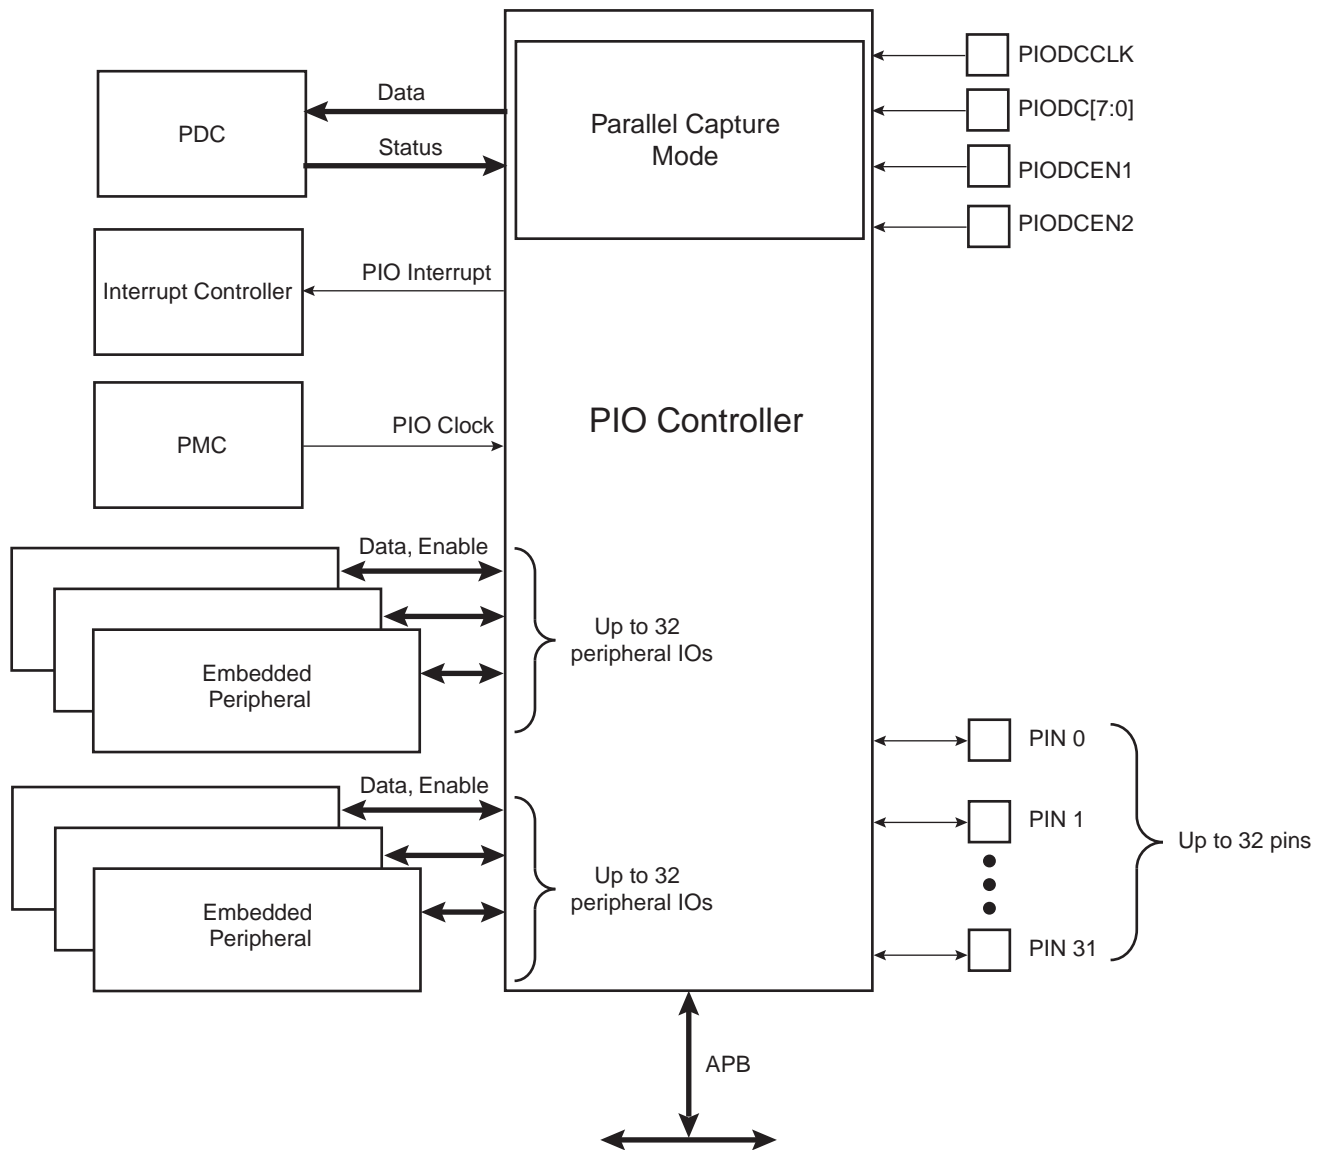 PDC
Data
Status
Parallel Capture
Mode
PIODCCLK
PIODC[7:0]
PIODCEN1
PIODCEN2
Interrupt Controller
PIO Interrupt
PMC
PIO Clock
PIO Controller
Data, Enable
Embedded
Peripheral
Up to 32
peripheral IOs
Data, Enable
Embedded
Peripheral
Up to 32
peripheral IOs
PIN 0
PIN 1
PIN 31
Up to 32 pins
APB